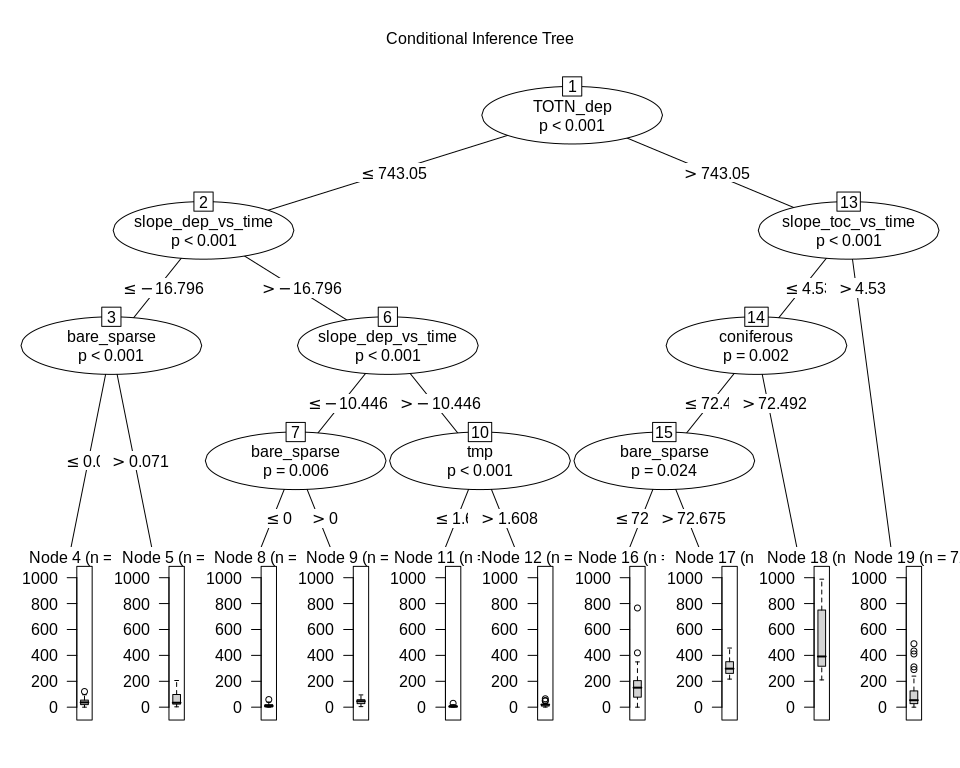 Conditional Inference Tree
1
TOTN_dep
p < 0.001
≤ 743.05
> 743.05
2
slope_dep_vs_time
p < 0.001
13
slope_toc_vs_time
p < 0.001
≤ −16.796
> −16.796
≤ 4.53
> 4.53
3
bare_sparse
p < 0.001
6
slope_dep_vs_time
p < 0.001
14
coniferous
p = 0.002
≤ −10.446
> −10.446
≤ 72.4
> 72.492
7
bare_sparse
p = 0.006
10
tmp
p < 0.001
15
bare_sparse
p = 0.024
≤ 0.0
> 0.071
≤ 0
> 0
≤ 1.6
> 1.608
≤ 72
> 72.675
Node 4 (n =
Node 5 (n =
Node 8 (n =
Node 9 (n =
Node 11 (n =
Node 12 (n =
Node 16 (n =
Node 17 (n
Node 18 (n
Node 19 (n = 7
1000 1000 1000 1000 1000 1000 1000 1000 1000 1000
800 800 800 800 800 800 800 800 800 800
600 600 600 600 600 600 600 600 600 600
400 400 400 400 400 400 400 400 400 400
200 200 200 200 200 200 200 200 200 200
0 0 0 0 0 0 0 0 0 0